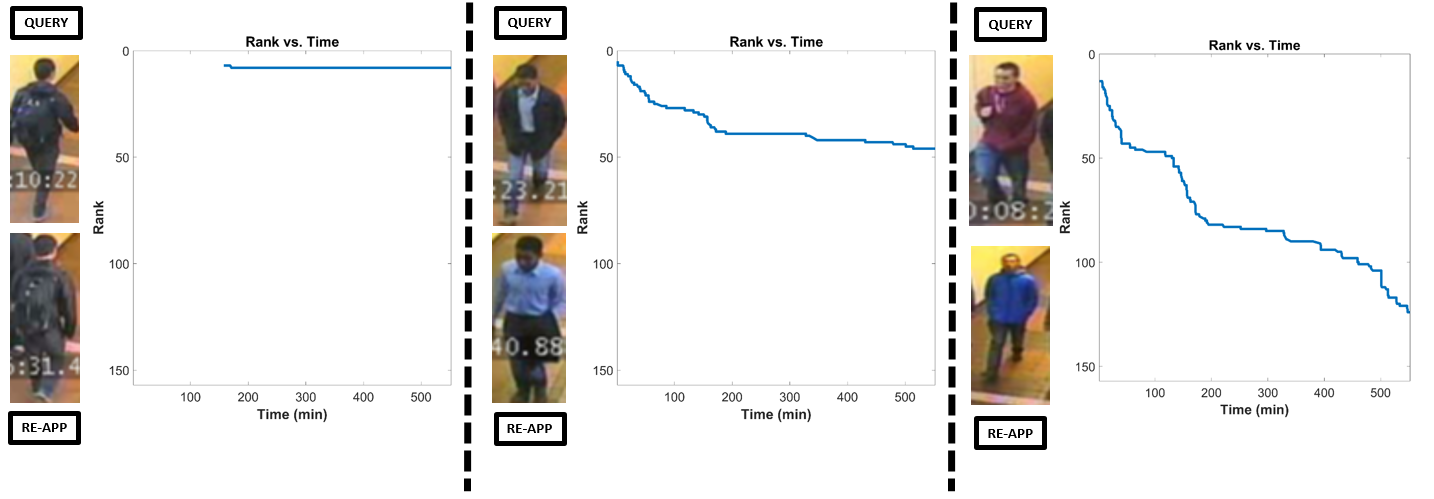 QUERY
:10:22
5:31.4
RE-APP
Rank vs. Time
0
50
100
150
Rank
100 200 300 400 500
Time (min)
QUERY
:23.21
40.88
RE-APP
Rank vs. Time
0
50
100
150
Rank
100 200 300 400 500
Time (min)
QUERY
0:08:2
RE-APP
Rank vs. Time
0
50
100
150
Rank
100 200 300 400 500
Time (min)